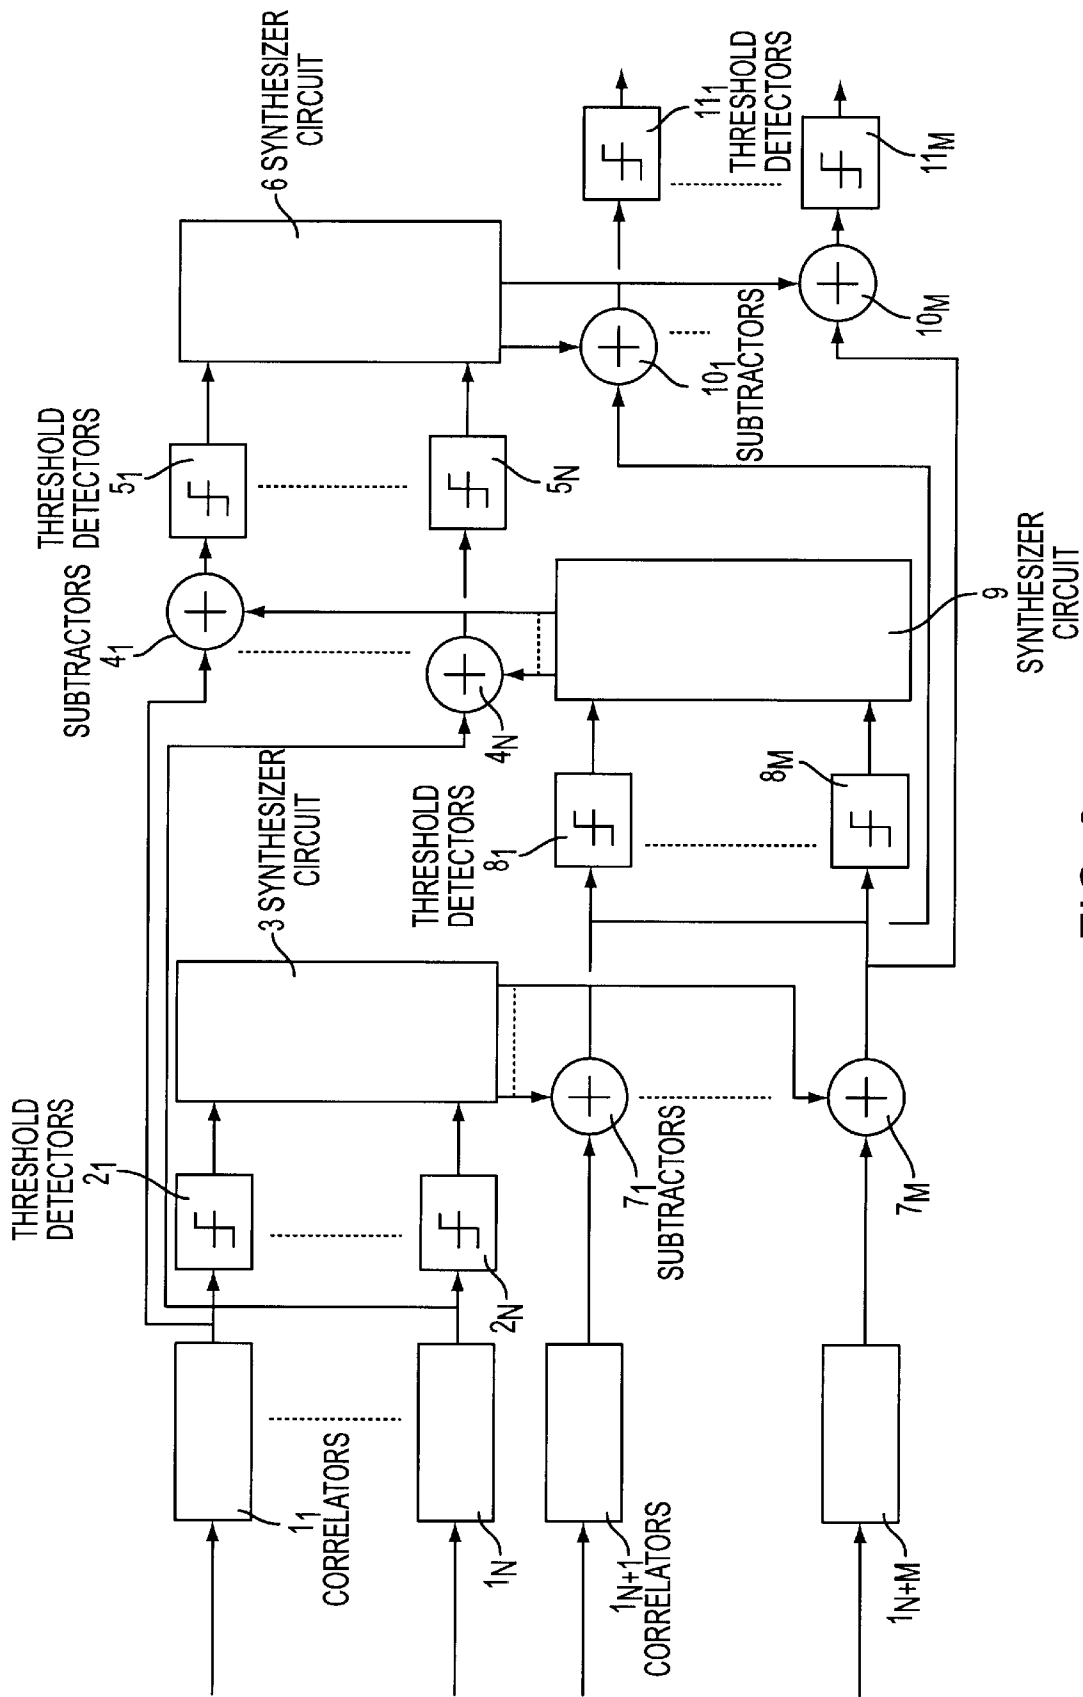 THRESHOLD
DETECTORS
21
SUBTRACTORS
41
THRESHOLD
DETECTORS
51
3 SYNTHESIZER
CIRCUIT
6 SYNTHESIZER
CIRCUIT
11
CORRELATORS
2N
THRESHOLD
DETECTORS
81
4N
5N
1N
1N+1
CORRELATORS
71
SUBTRACTORS
8M
101
SUBTRACTORS
111
THRESHOLD
DETECTORS
1N+M
7M
9
SYNTHESIZER
CIRCUIT
10M
11M
FIG.